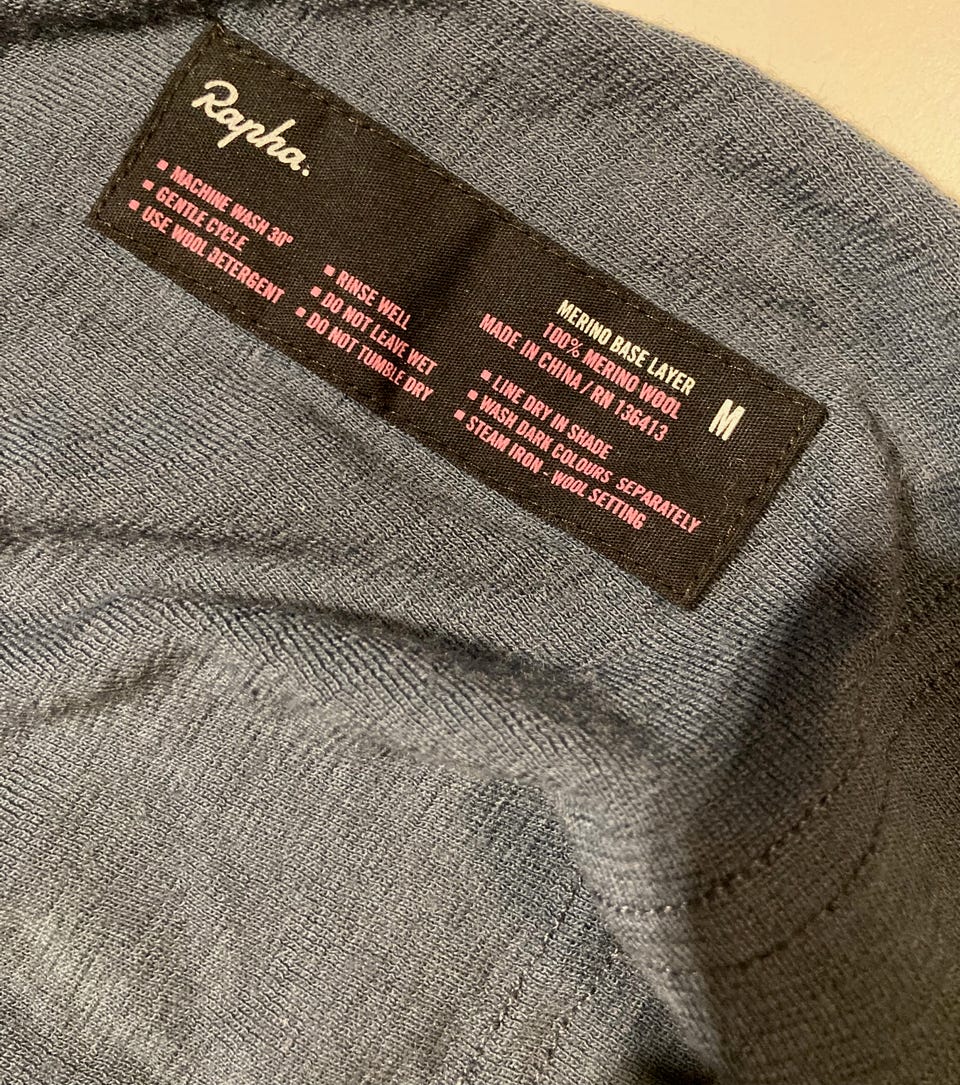 Rapha.
▪ MACHINE WASH 30°
▪ GENTLE CYCLE
▪ USE WOOL DETERGENT
▪ RINSE WELL
▪ DO NOT LEAVE WET
▪ DO NOT TUMBLE DRY
MERINO BASE LAYER
100% MERINO WOOL
MADE IN CHINA / RN 136413
M
▪ LINE DRY IN SHADE
▪ WASH DARK COLOURS SEPARATELY
▪ STEAM IRON - WOOL SETTING